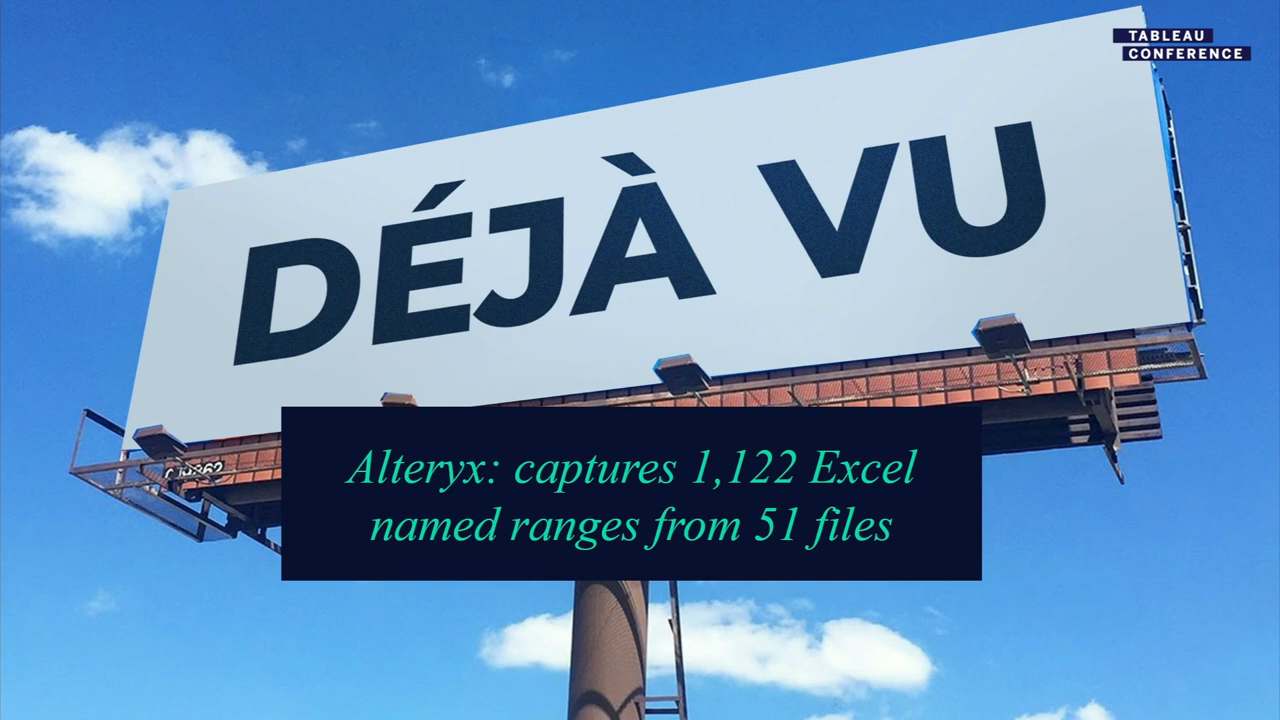 TABLEAU
CONFERENCE
DÉJÀ VU
Alteryx: captures 1,122 Excel
named ranges from 51 files